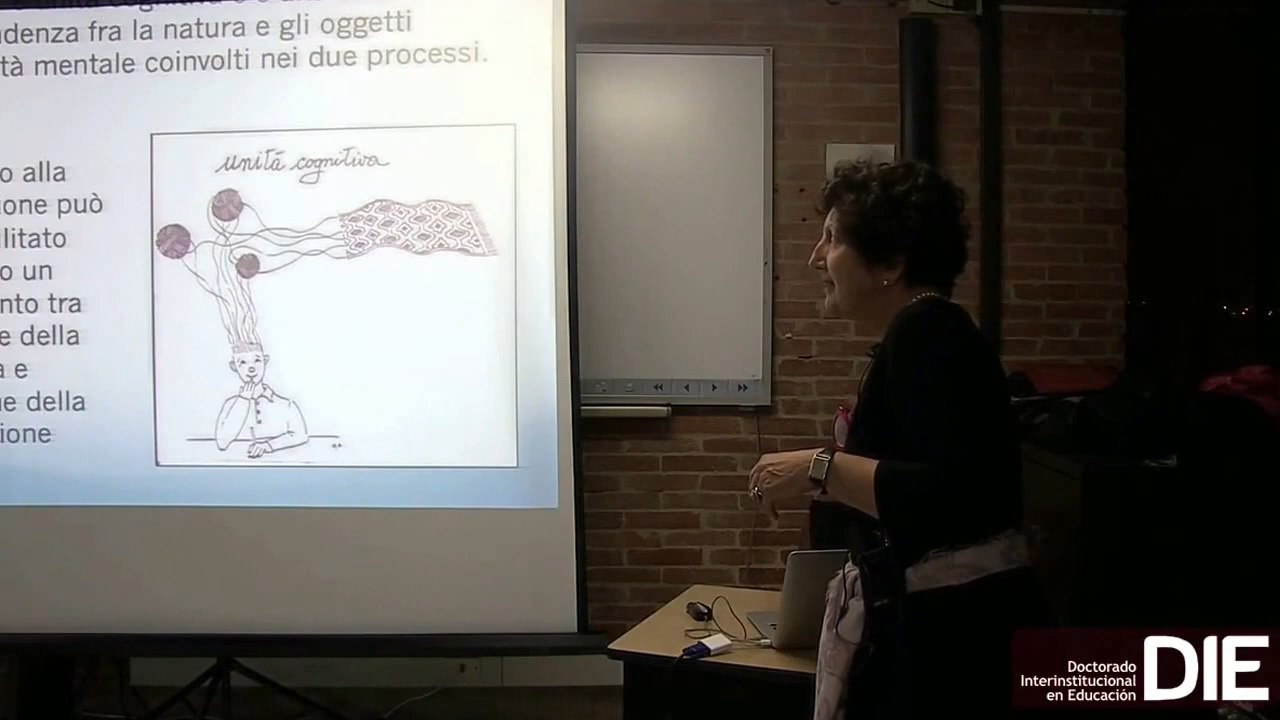 denza fra la natura e gli oggetti
tà mentale coinvolti nei due processi.
o alla
one può
litato
o un
nto tra
e della
a e
e della
ione
unità cognitiva
Doctorado
Interinstitucional
en Educación
DIE